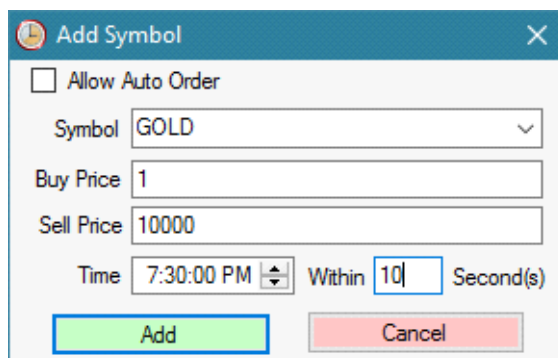 Add Symbol
Allow Auto Order
Symbol GOLD
Buy Price 1
Sell Price 10000
Time 7:30:00 PM Within 10 Second(s)
Add Cancel